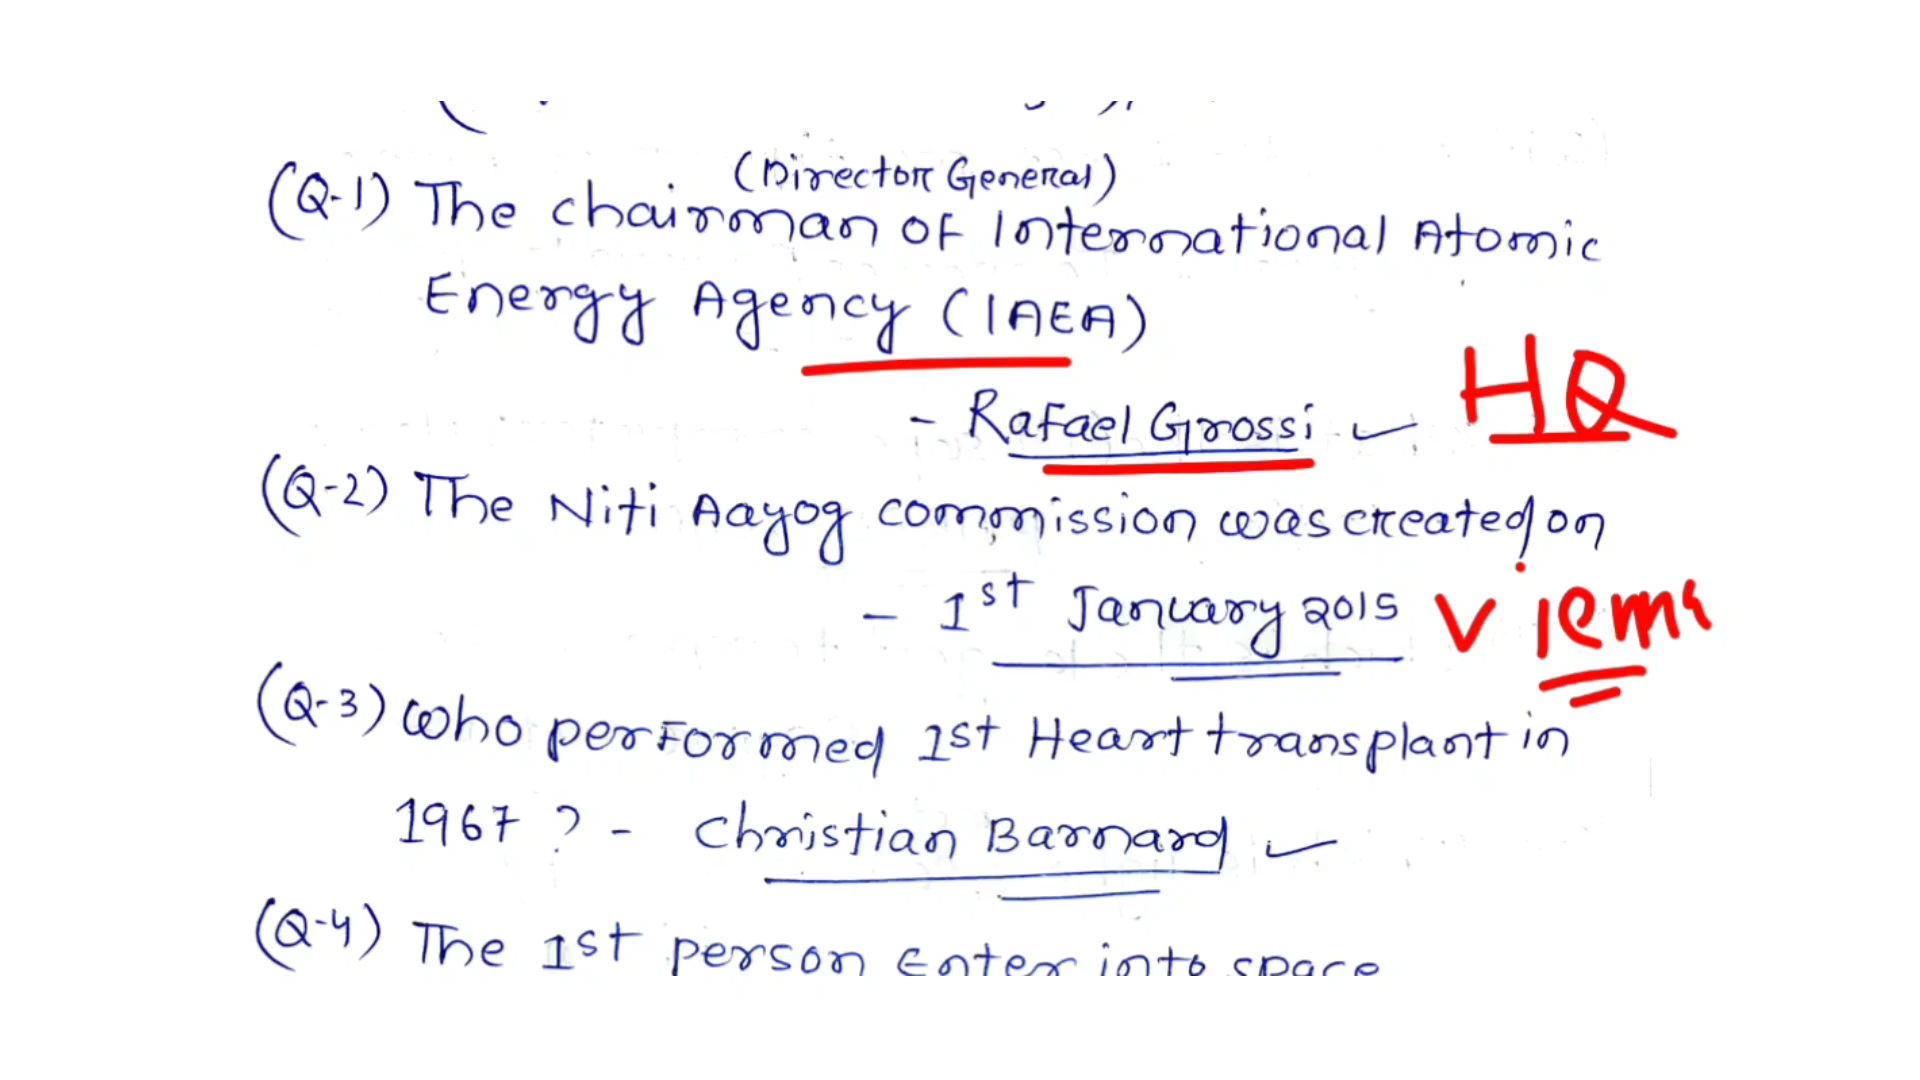 (Director General)
(Q-1) The chairman of International Atomic
Energy Agency (IAEA)
- Rafael Grossi
HQ
(Q-2) The Niti Aayog commission was created on
- 1st January 2015
(Q-3) Who performed 1st Heart transplant in
1967 ? - Christian Barnard
(Q-4) The 1st person Enter into space